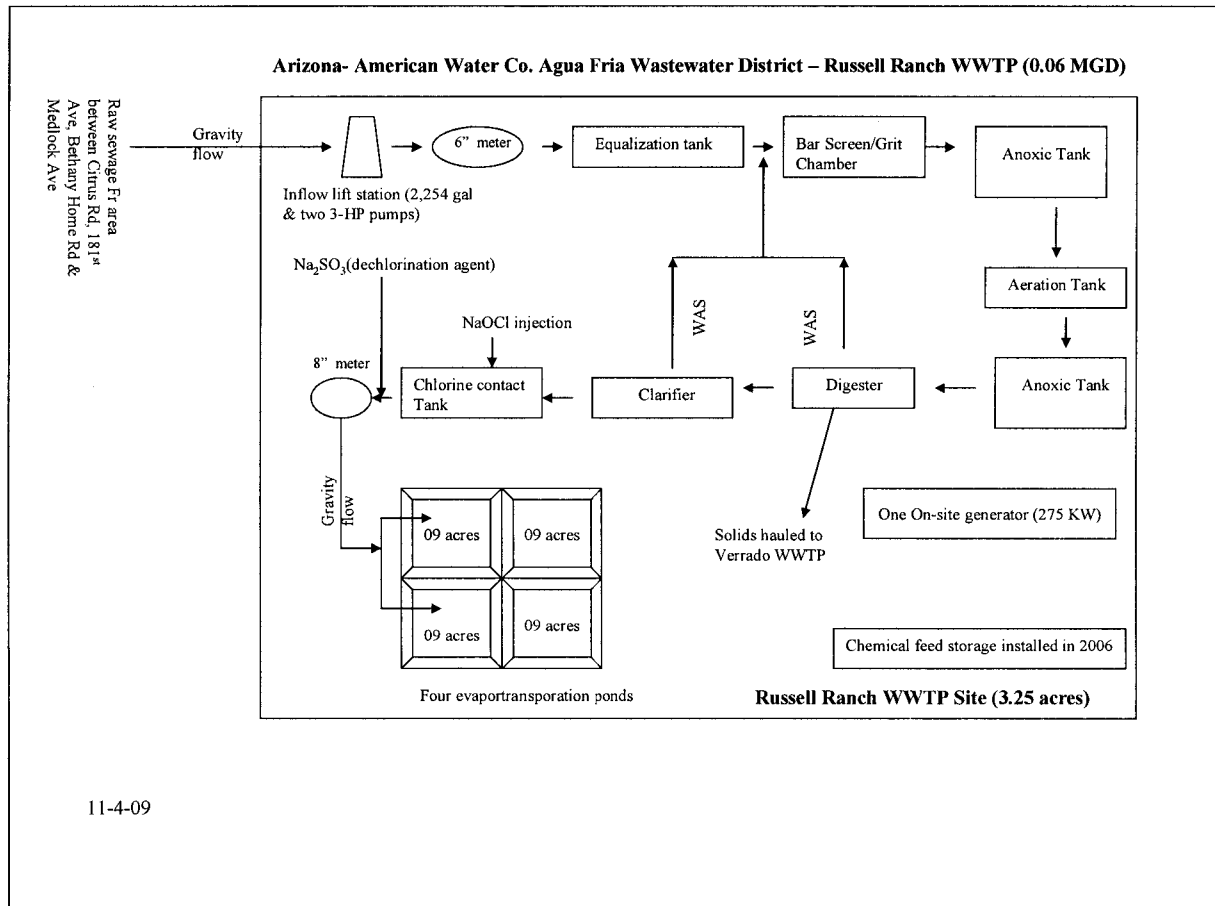 Arizona- American Water Co. Agua Fria Wastewater District – Russell Ranch WWTP (0.06 MGD)
Raw sewage Fr area
between Citrus Rd, 181st
Ave, Bethany Home Rd &
Medlock Ave
Gravity
flow
6” meter
Equalization tank
Bar Screen/Grit
Chamber
Anoxic Tank
Inflow lift station (2,254 gal
& two 3-HP pumps)
Na₂SO₃(dechlorination agent)
Aeration Tank
WAS
WAS
NaOCl injection
8” meter
Chlorine contact
Tank
Clarifier
Digester
Anoxic Tank
Gravity
flow
09 acres
09 acres
09 acres
09 acres
Solids hauled to
Verrado WWTP
One On-site generator (275 KW)
Chemical feed storage installed in 2006
Four evaportransporation ponds
Russell Ranch WWTP Site (3.25 acres)
11-4-09